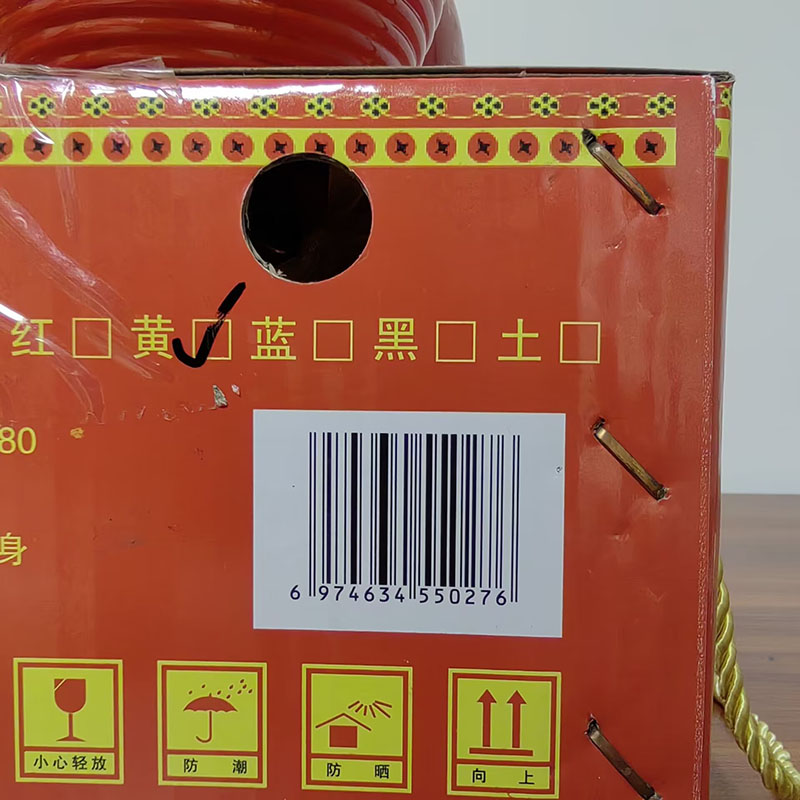 红□ 黄□ 蓝□ 黑□ 土□
80
身
6 974634 550276
小心轻放 防潮 防晒 向上